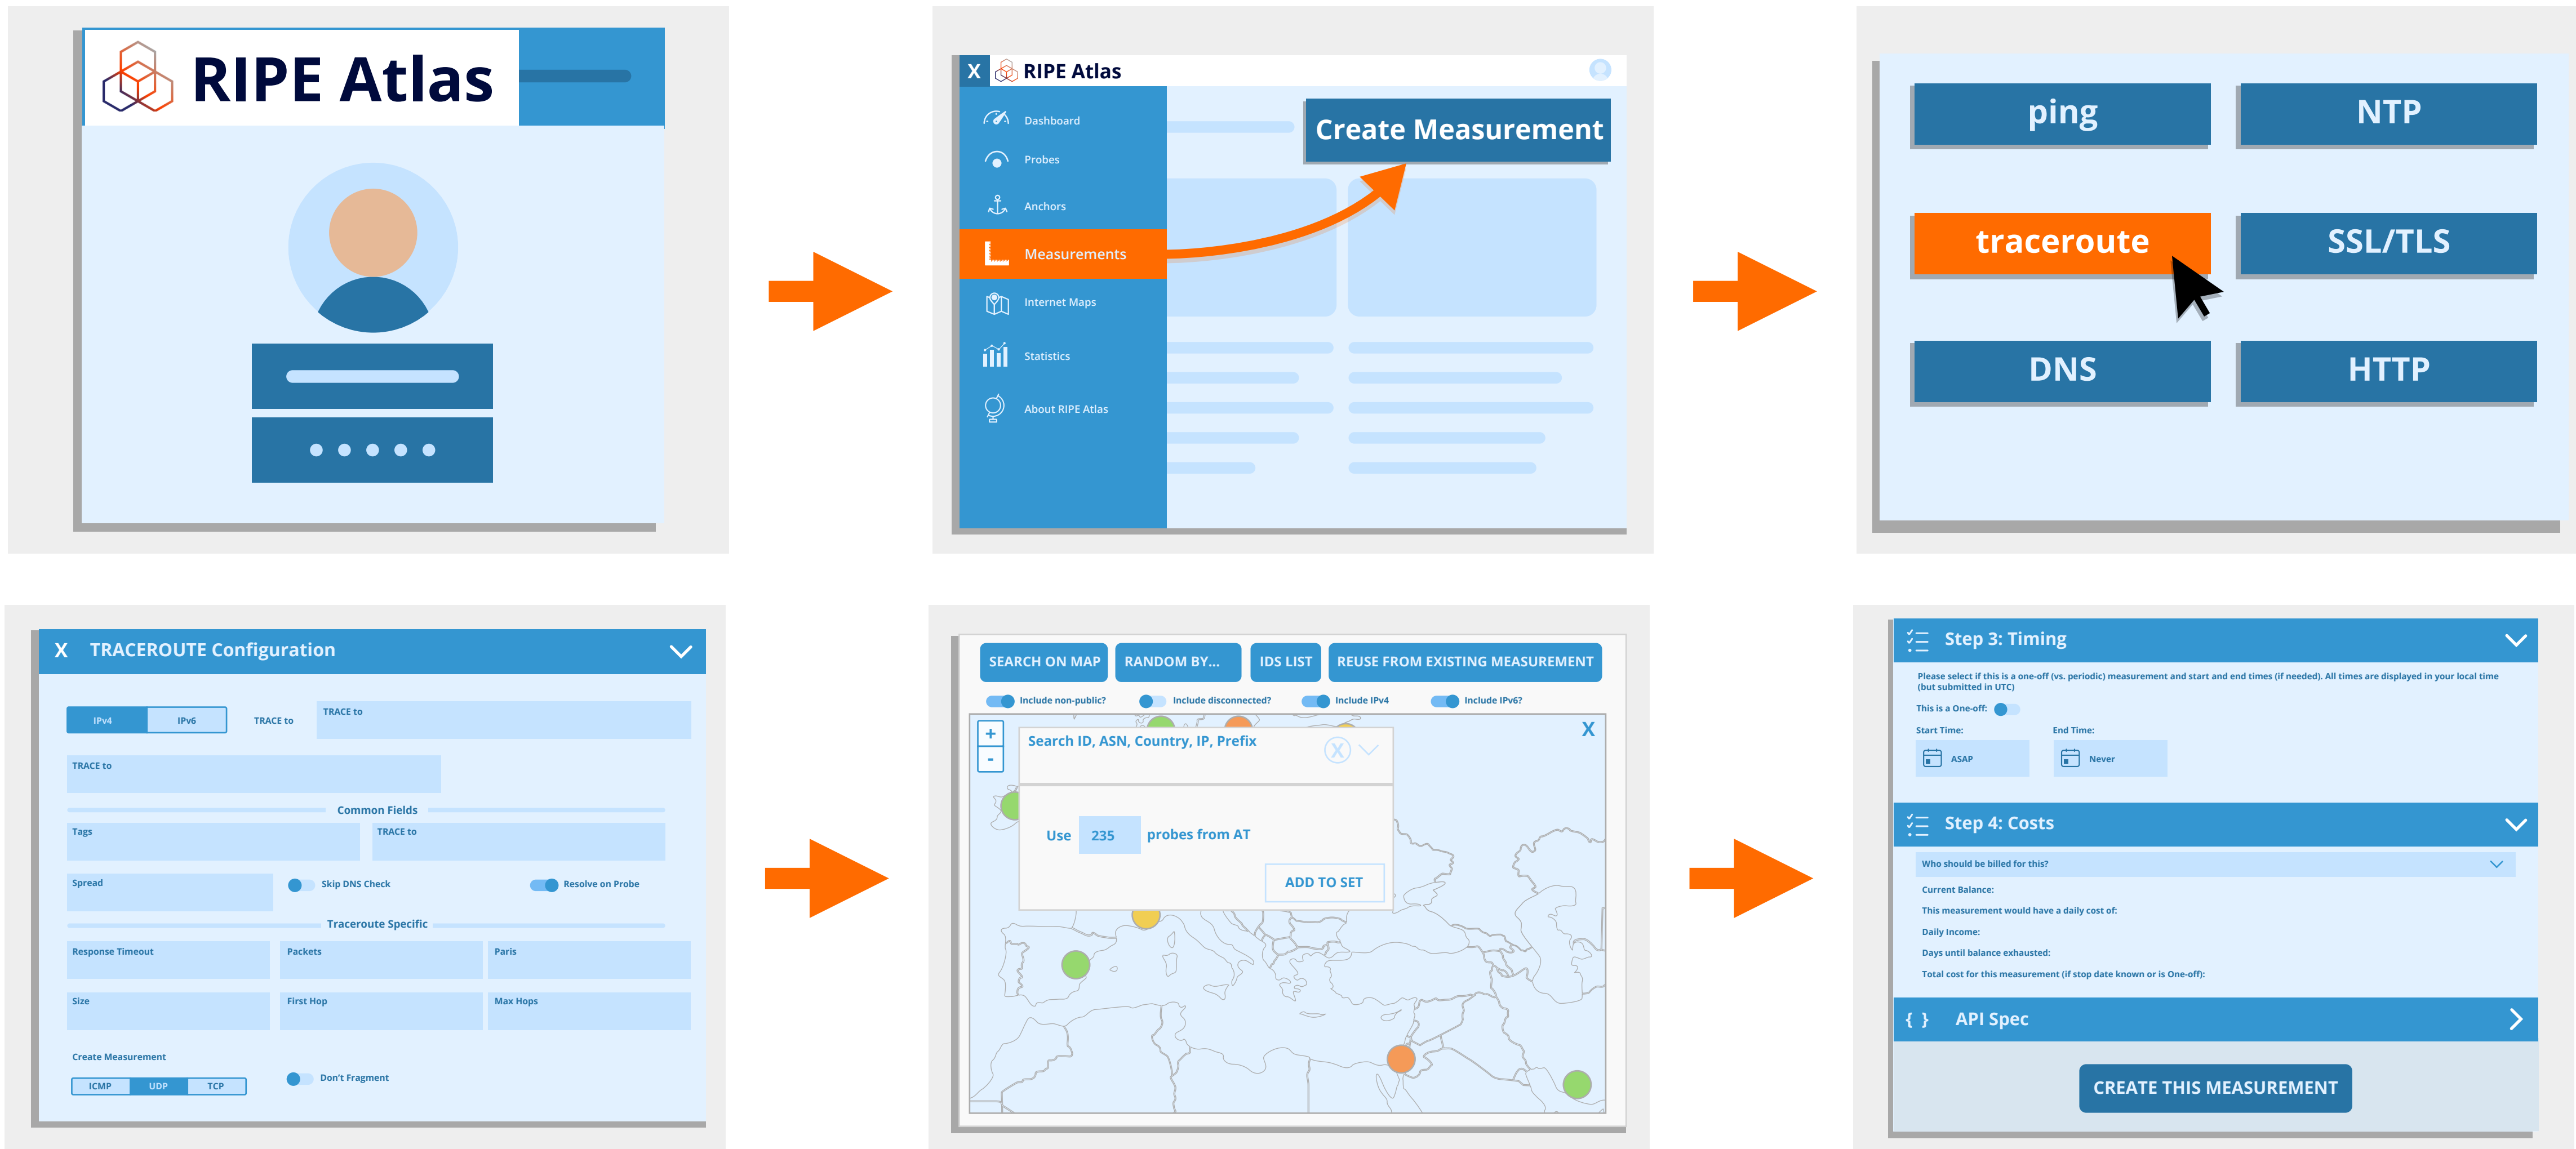 RIPE Atlas
X RIPE Atlas
Dashboard
Probes
Anchors
Measurements
Internet Maps
Statistics
About RIPE Atlas
Create Measurement
ping
NTP
traceroute
SSL/TLS
DNS
HTTP
X TRACEROUTE Configuration
IPv4 IPv6 TRACE to TRACE to
TRACE to
Common Fields
Tags TRACE to
Spread Skip DNS Check Resolve on Probe
Traceroute Specific
Response Timeout Packets Paris
Size First Hop Max Hops
Create Measurement
ICMP UDP TCP Don't Fragment
SEARCH ON MAP RANDOM BY... IDS LIST REUSE FROM EXISTING MEASUREMENT
Include non-public? Include disconnected? Include IPv4 Include IPv6?
+
-
X
Search ID, ASN, Country, IP, Prefix X
Use 235 probes from AT
ADD TO SET
Step 3: Timing
Please select if this is a one-off (vs. periodic) measurement and start and end times (if needed). All times are displayed in your local time
(but submitted in UTC)
This is a One-off:
Start Time: End Time:
ASAP Never
Step 4: Costs
Who should be billed for this?
Current Balance:
This measurement would have a daily cost of:
Daily Income:
Days until balance exhausted:
Total cost for this measurement (if stop date known or is One-off):
{ } API Spec
CREATE THIS MEASUREMENT